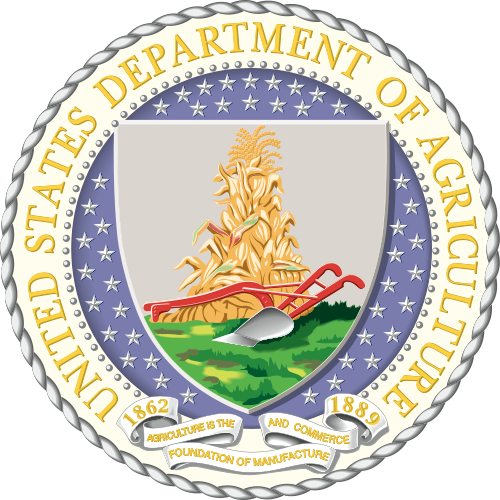 UNITED STATES DEPARTMENT OF AGRICULTURE
1862
1889
AGRICULTURE IS THE
FOUNDATION OF MANUFACTURE
AND COMMERCE